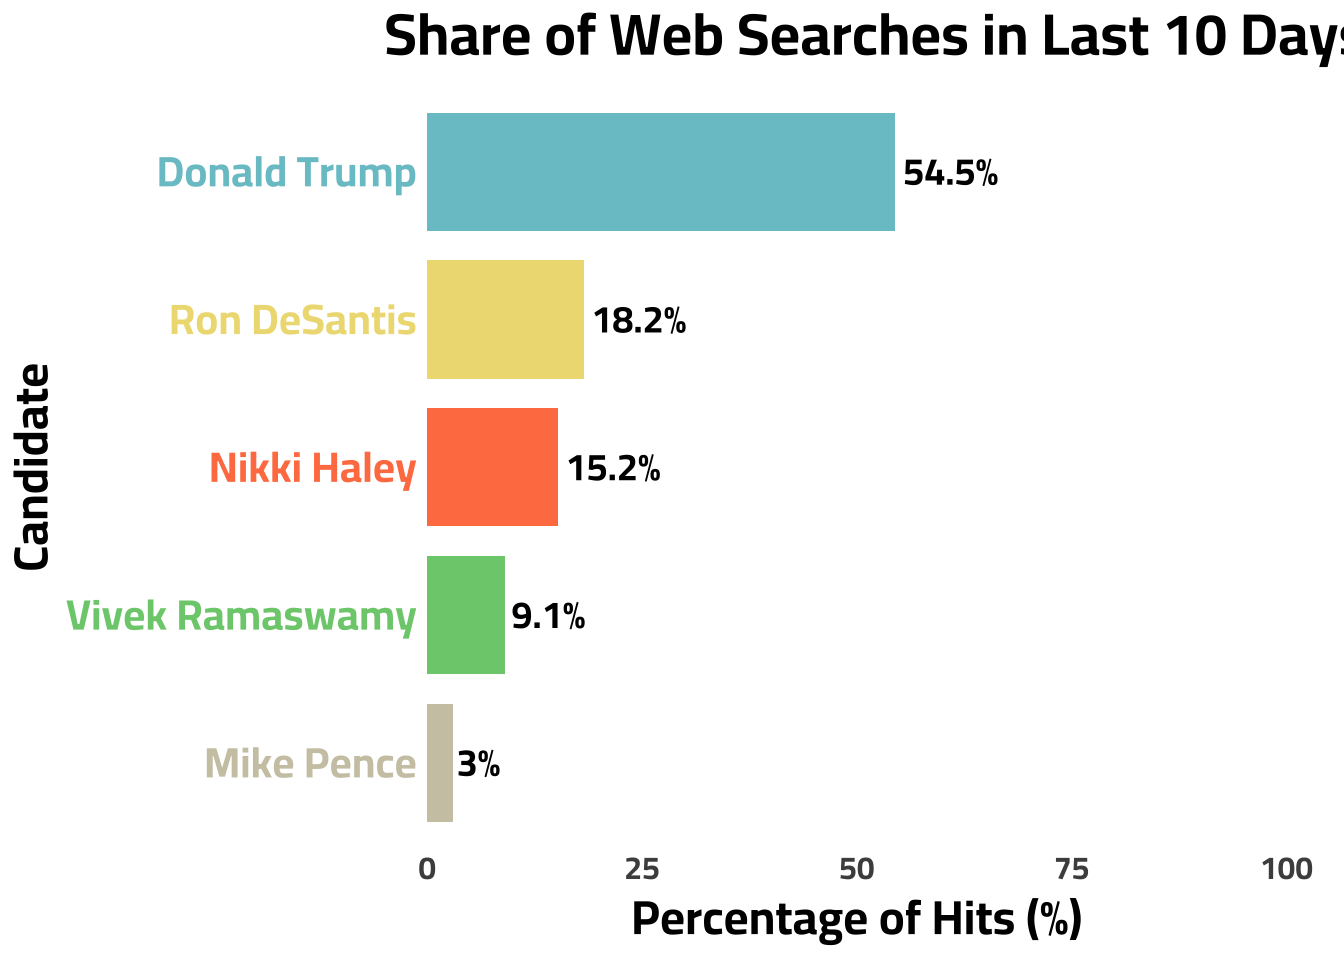 Share of Web Searches in Last 10 Days
Donald Trump
54.5%
Ron DeSantis
18.2%
Nikki Haley
15.2%
Vivek Ramaswamy
9.1%
Mike Pence
3%
Candidate
0 25 50 75 100
Percentage of Hits (%)